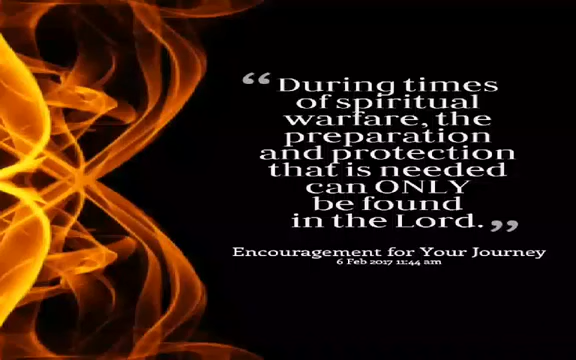 “ During times
of spiritual
warfare, the
preparation
and protection
that is needed
can ONLY
be found
in the Lord. ”
Encouragement for Your Journey
6 Feb 2017 11:44 am